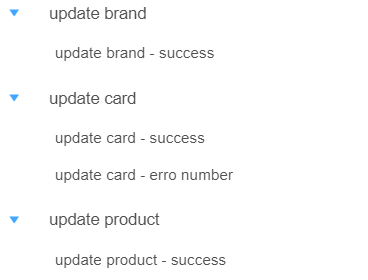 update brand
update brand - success
update card
update card - success
update card - erro number
update product
update product - success